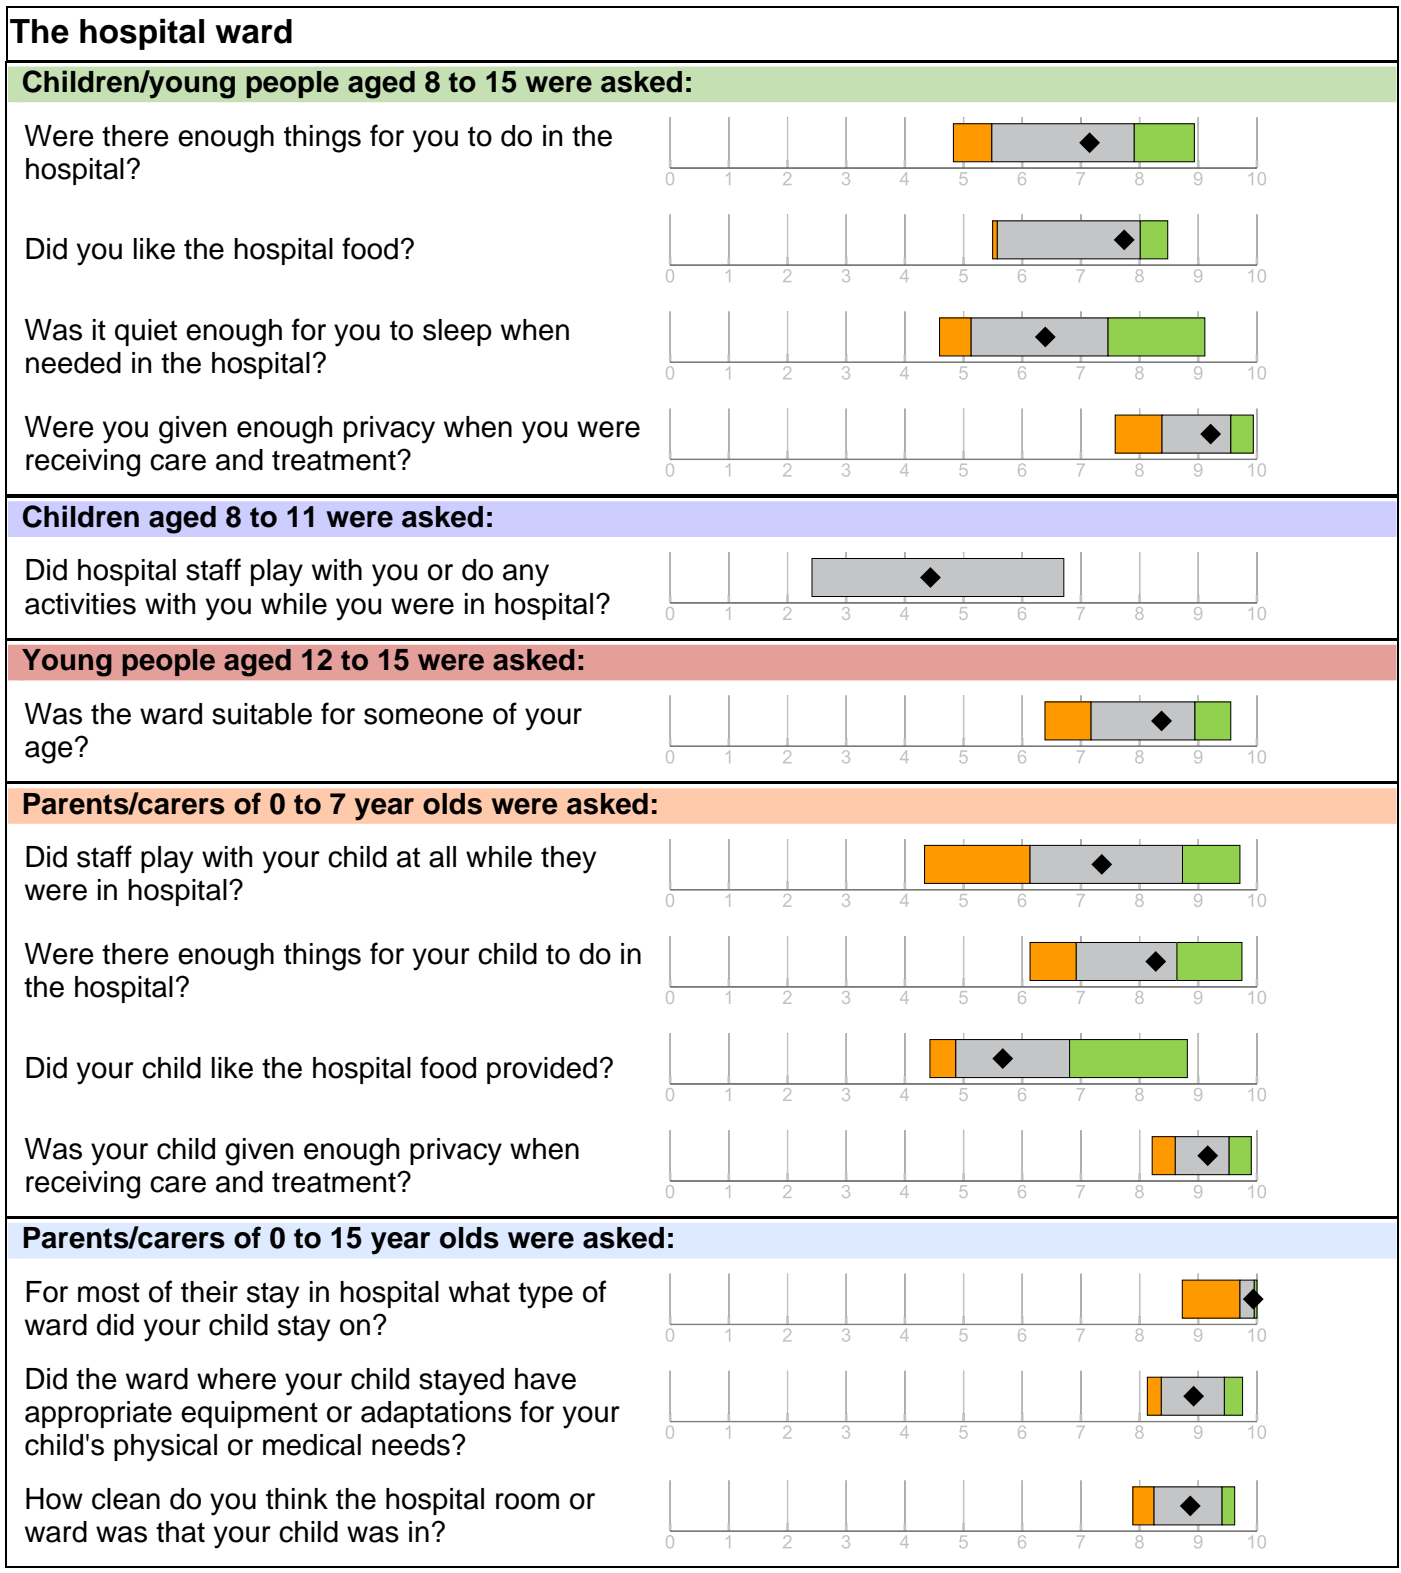 The hospital ward
Children/young people aged 8 to 15 were asked:
Were there enough things for you to do in the
hospital?
0 1 2 3 4 5 6 7 8 9 10
Did you like the hospital food?
0 1 2 3 4 5 6 7 8 9 10
Was it quiet enough for you to sleep when
needed in the hospital?
0 1 2 3 4 5 6 7 8 9 10
Were you given enough privacy when you were
receiving care and treatment?
0 1 2 3 4 5 6 7 8 9 10
Children aged 8 to 11 were asked:
Did hospital staff play with you or do any
activities with you while you were in hospital?
0 1 2 3 4 5 6 7 8 9 10
Young people aged 12 to 15 were asked:
Was the ward suitable for someone of your
age?
0 1 2 3 4 5 6 7 8 9 10
Parents/carers of 0 to 7 year olds were asked:
Did staff play with your child at all while they
were in hospital?
0 1 2 3 4 5 6 7 8 9 10
Were there enough things for your child to do in
the hospital?
0 1 2 3 4 5 6 7 8 9 10
Did your child like the hospital food provided?
0 1 2 3 4 5 6 7 8 9 10
Was your child given enough privacy when
receiving care and treatment?
0 1 2 3 4 5 6 7 8 9 10
Parents/carers of 0 to 15 year olds were asked:
For most of their stay in hospital what type of
ward did your child stay on?
0 1 2 3 4 5 6 7 8 9 10
Did the ward where your child stayed have
appropriate equipment or adaptations for your
child's physical or medical needs?
0 1 2 3 4 5 6 7 8 9 10
How clean do you think the hospital room or
ward was that your child was in?
0 1 2 3 4 5 6 7 8 9 10